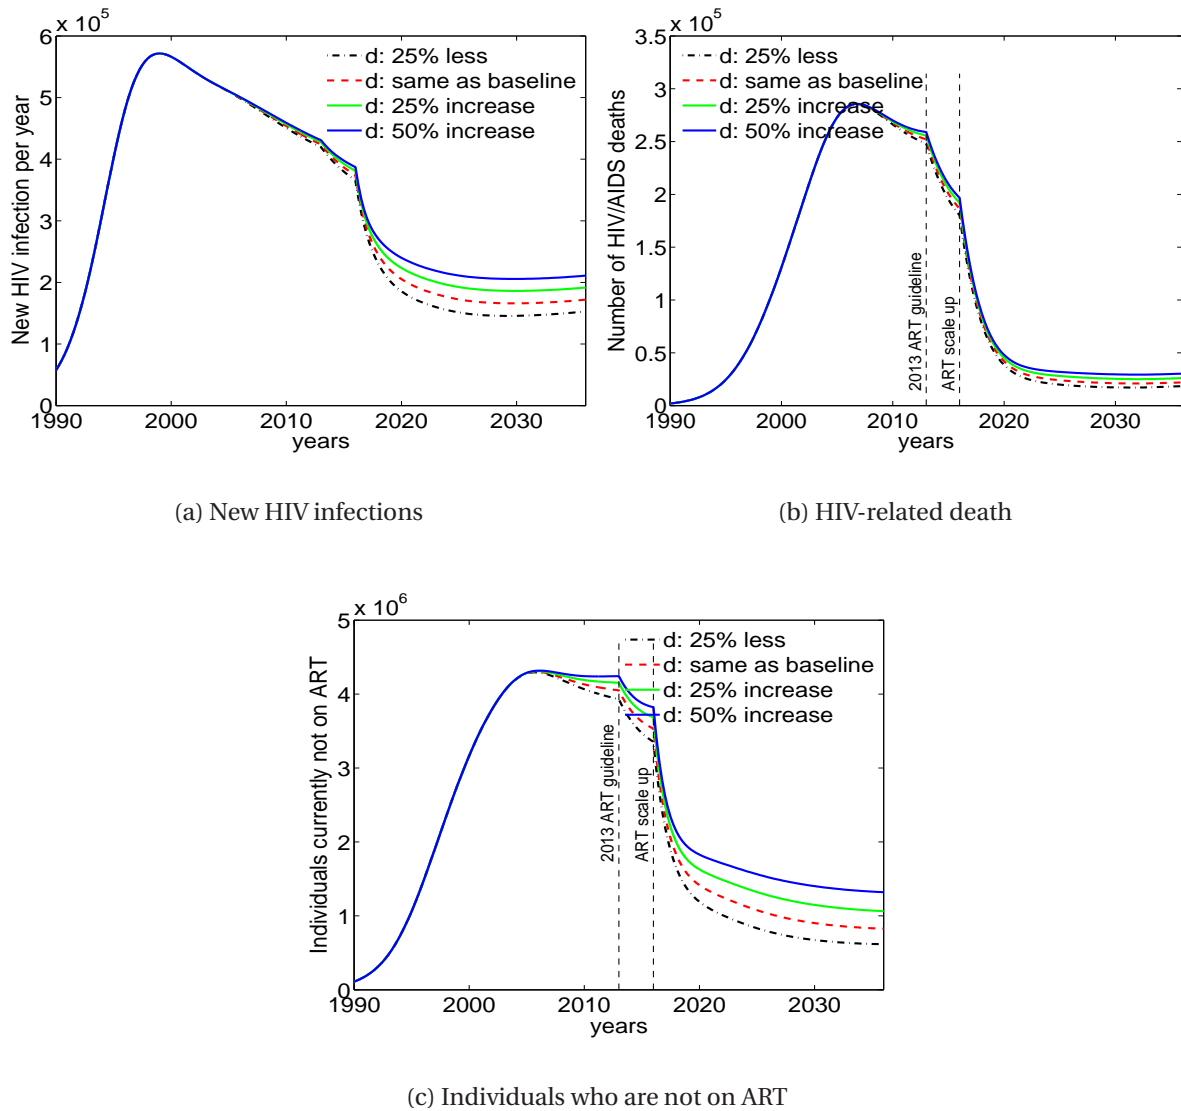 x 10^5
6
5
4
3
2
1
0
New HIV infection per year
d: 25% less
d: same as baseline
d: 25% increase
d: 50% increase
1990 2000 2010 2020 2030
years
(a) New HIV infections
x 10^5
3.5
3
2.5
2
1.5
1
0.5
0
Number of HIV/AIDS deaths
d: 25% less
d: same as baseline
d: 25% increase
d: 50% increase
2013 ART guideline
ART scale up
1990 2000 2010 2020 2030
years
(b) HIV-related death
x 10^6
5
4
3
2
1
0
Individuals currently not on ART
d: 25% less
d: same as baseline
d: 25% increase
d: 50% increase
2013 ART guideline
ART scale up
1990 2000 2010 2020 2030
years
(c) Individuals who are not on ART